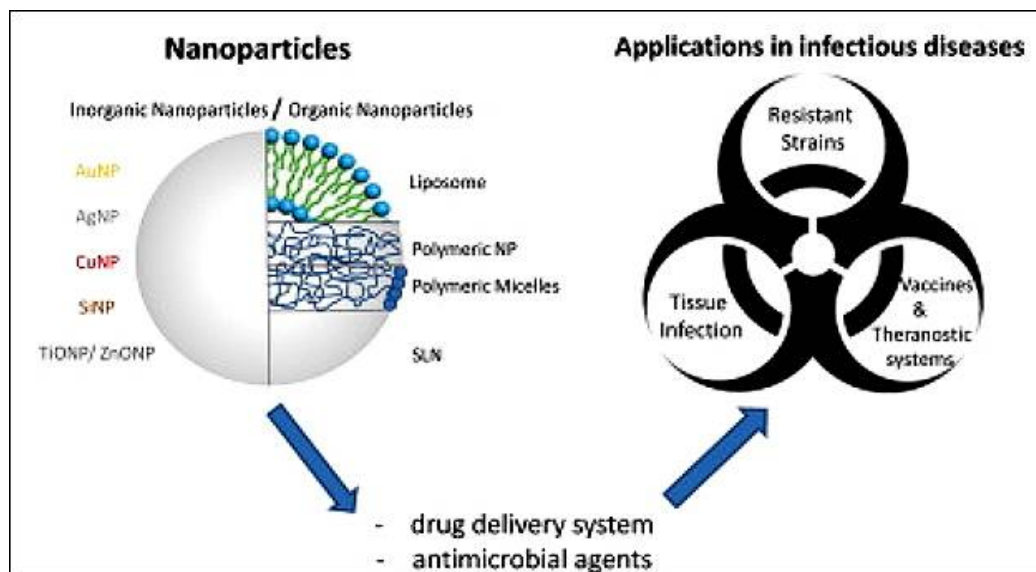 Nanoparticles
Inorganic Nanoparticles / Organic Nanoparticles
AuNP
AgNP
CuNP
SiNP
TiONP/ ZnONP
Liposome
Polymeric NP
Polymeric Micelles
SLN
Applications in infectious diseases
Resistant
Strains
Tissue
Infection
Vaccines
&
Theranostic
systems
- drug delivery system
- antimicrobial agents